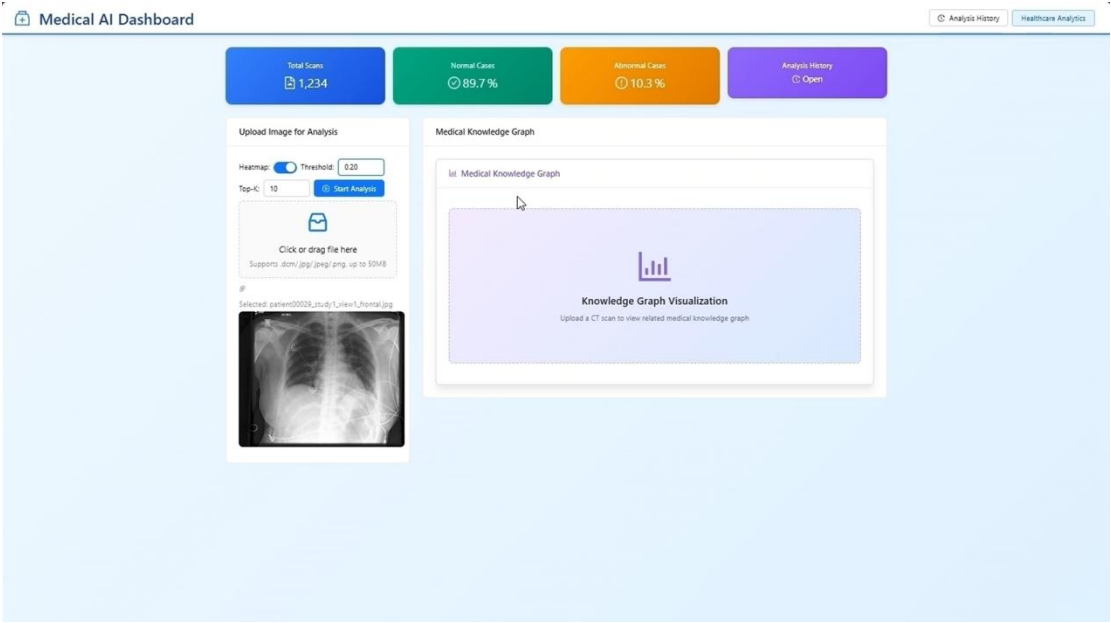 Medical AI Dashboard
Analysis History
Healthcare Analytics
Total Scans
1,234
Normal Cases
89.7 %
Abnormal Cases
10.3 %
Analysis History
Open
Upload Image for Analysis
Heatmap:
Threshold: 0.20
Top-K: 10
Start Analysis
Click or drag file here
Supports .dcm/.jpg/.jpeg/.png, up to 50MB
Selected: patient00029_study1_view1_frontal.jpg
Medical Knowledge Graph
Medical Knowledge Graph
Knowledge Graph Visualization
Upload a CT scan to view related medical knowledge graph